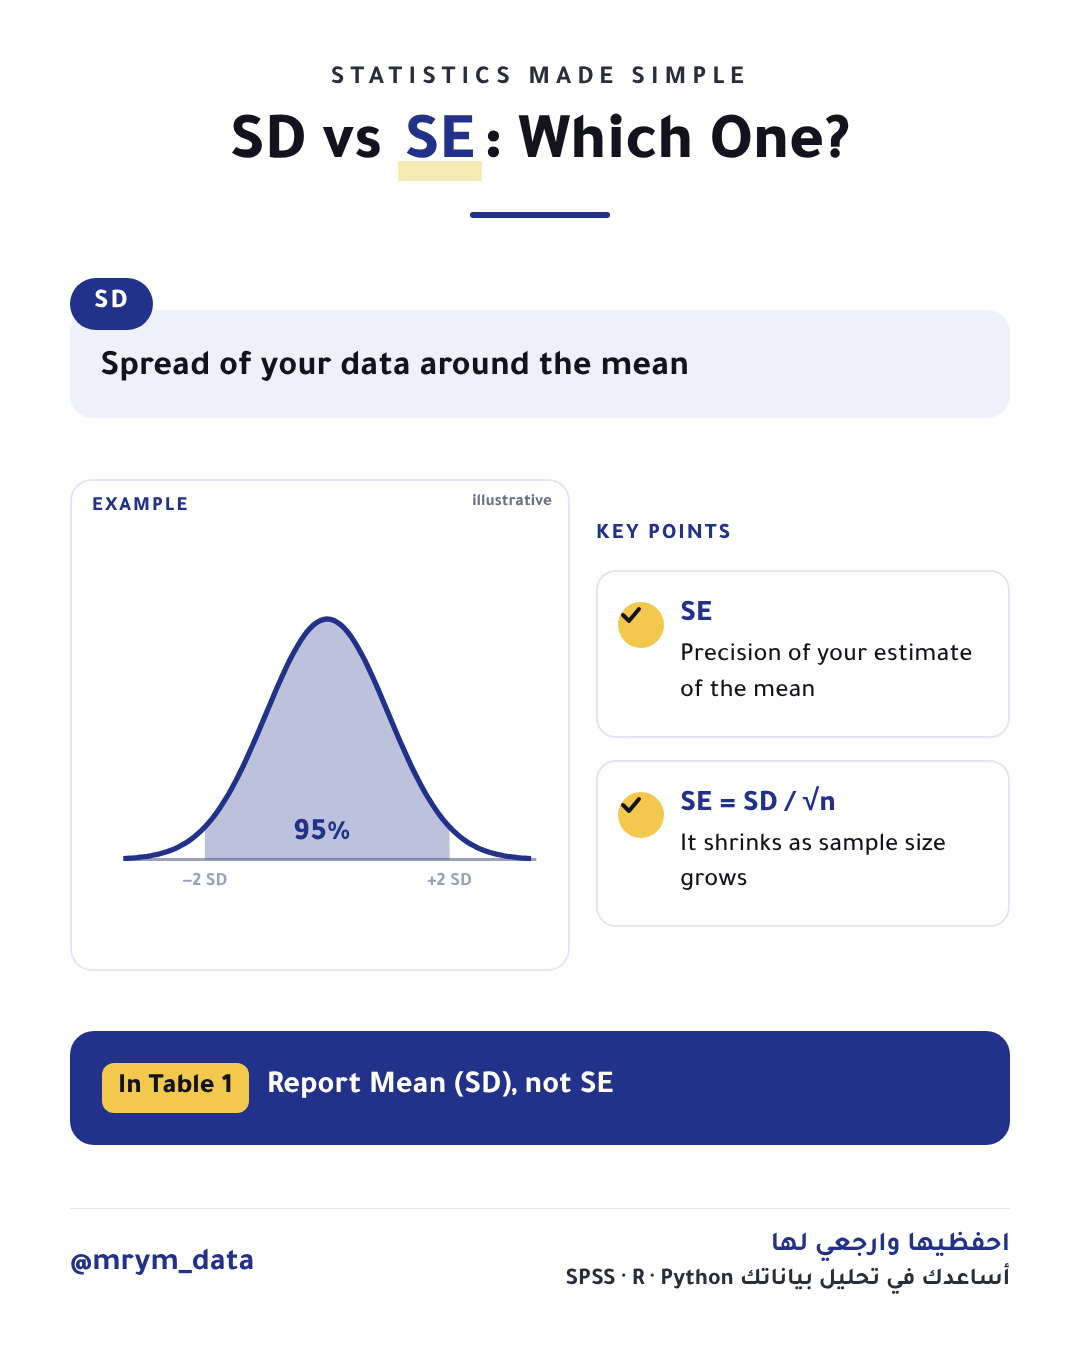 STATISTICS MADE SIMPLE
SD vs SE: Which One?
SD
Spread of your data around the mean
EXAMPLE
illustrative
95%
−2 SD
+2 SD
KEY POINTS
SE
Precision of your estimate
of the mean
SE = SD / √n
It shrinks as sample size
grows
In Table 1
Report Mean (SD), not SE
@mrym_data
احفظيها وارجعي لها
أساعدك في تحليل بياناتك SPSS · R · Python